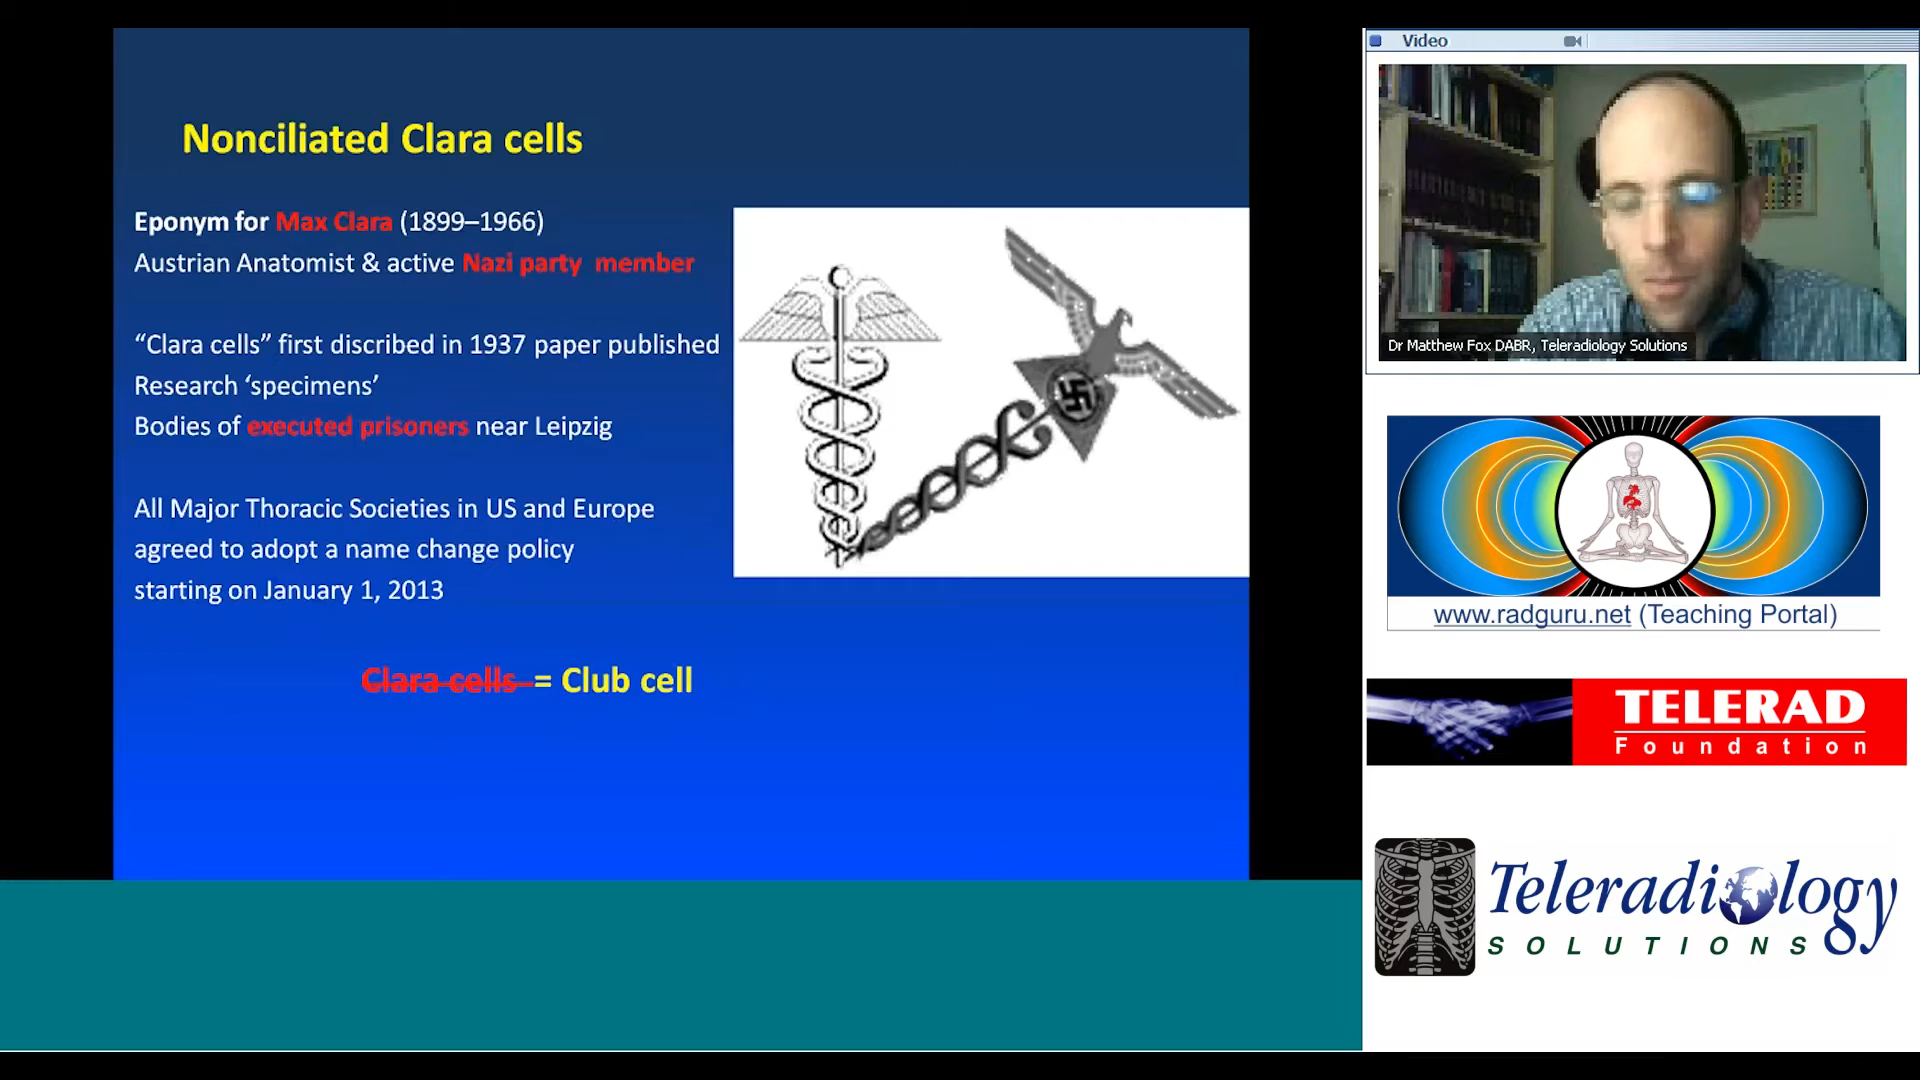 Nonciliated Clara cells
Eponym for Max Clara (1899–1966)
Austrian Anatomist & active Nazi party member
“Clara cells” first discribed in 1937 paper published
Research ‘specimens’
Bodies of executed prisoners near Leipzig
All Major Thoracic Societies in US and Europe
agreed to adopt a name change policy
starting on January 1, 2013
Clara cells = Club cell
Video
Dr Matthew Fox DABR, Teleradiology Solutions
www.radguru.net (Teaching Portal)
TELERAD
Foundation
Teleradiology
SOLUTIONS